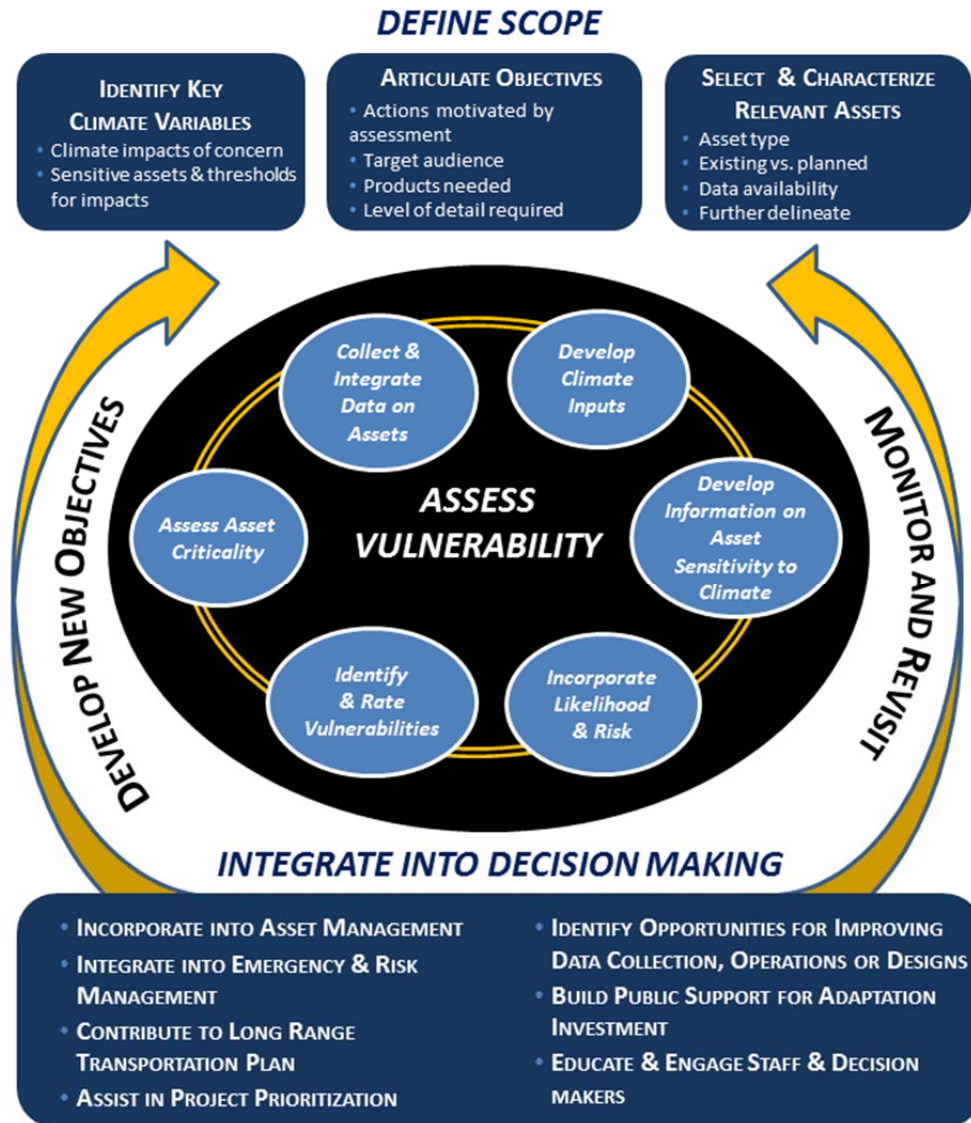 DEFINE SCOPE
IDENTIFY KEY
CLIMATE VARIABLES
• Climate impacts of concern
• Sensitive assets & thresholds
for impacts
ARTICULATE OBJECTIVES
• Actions motivated by
assessment
• Target audience
• Products needed
• Level of detail required
SELECT & CHARACTERIZE
RELEVANT ASSETS
• Asset type
• Existing vs. planned
• Data availability
• Further delineate
DEVELOP NEW OBJECTIVES
MONITOR AND REVISIT
ASSESS
VULNERABILITY
Collect &
Integrate
Data on
Assets
Develop
Climate
Inputs
Develop
Information on
Asset
Sensitivity to
Climate
Incorporate
Likelihood
& Risk
Identify
& Rate
Vulnerabilities
Assess Asset
Criticality
INTEGRATE INTO DECISION MAKING
• INCORPORATE INTO ASSET MANAGEMENT
• INTEGRATE INTO EMERGENCY & RISK
MANAGEMENT
• CONTRIBUTE TO LONG RANGE
TRANSPORTATION PLAN
• ASSIST IN PROJECT PRIORITIZATION
• IDENTIFY OPPORTUNITIES FOR IMPROVING
DATA COLLECTION, OPERATIONS OR DESIGNS
• BUILD PUBLIC SUPPORT FOR ADAPTATION
INVESTMENT
• EDUCATE & ENGAGE STAFF & DECISION
MAKERS